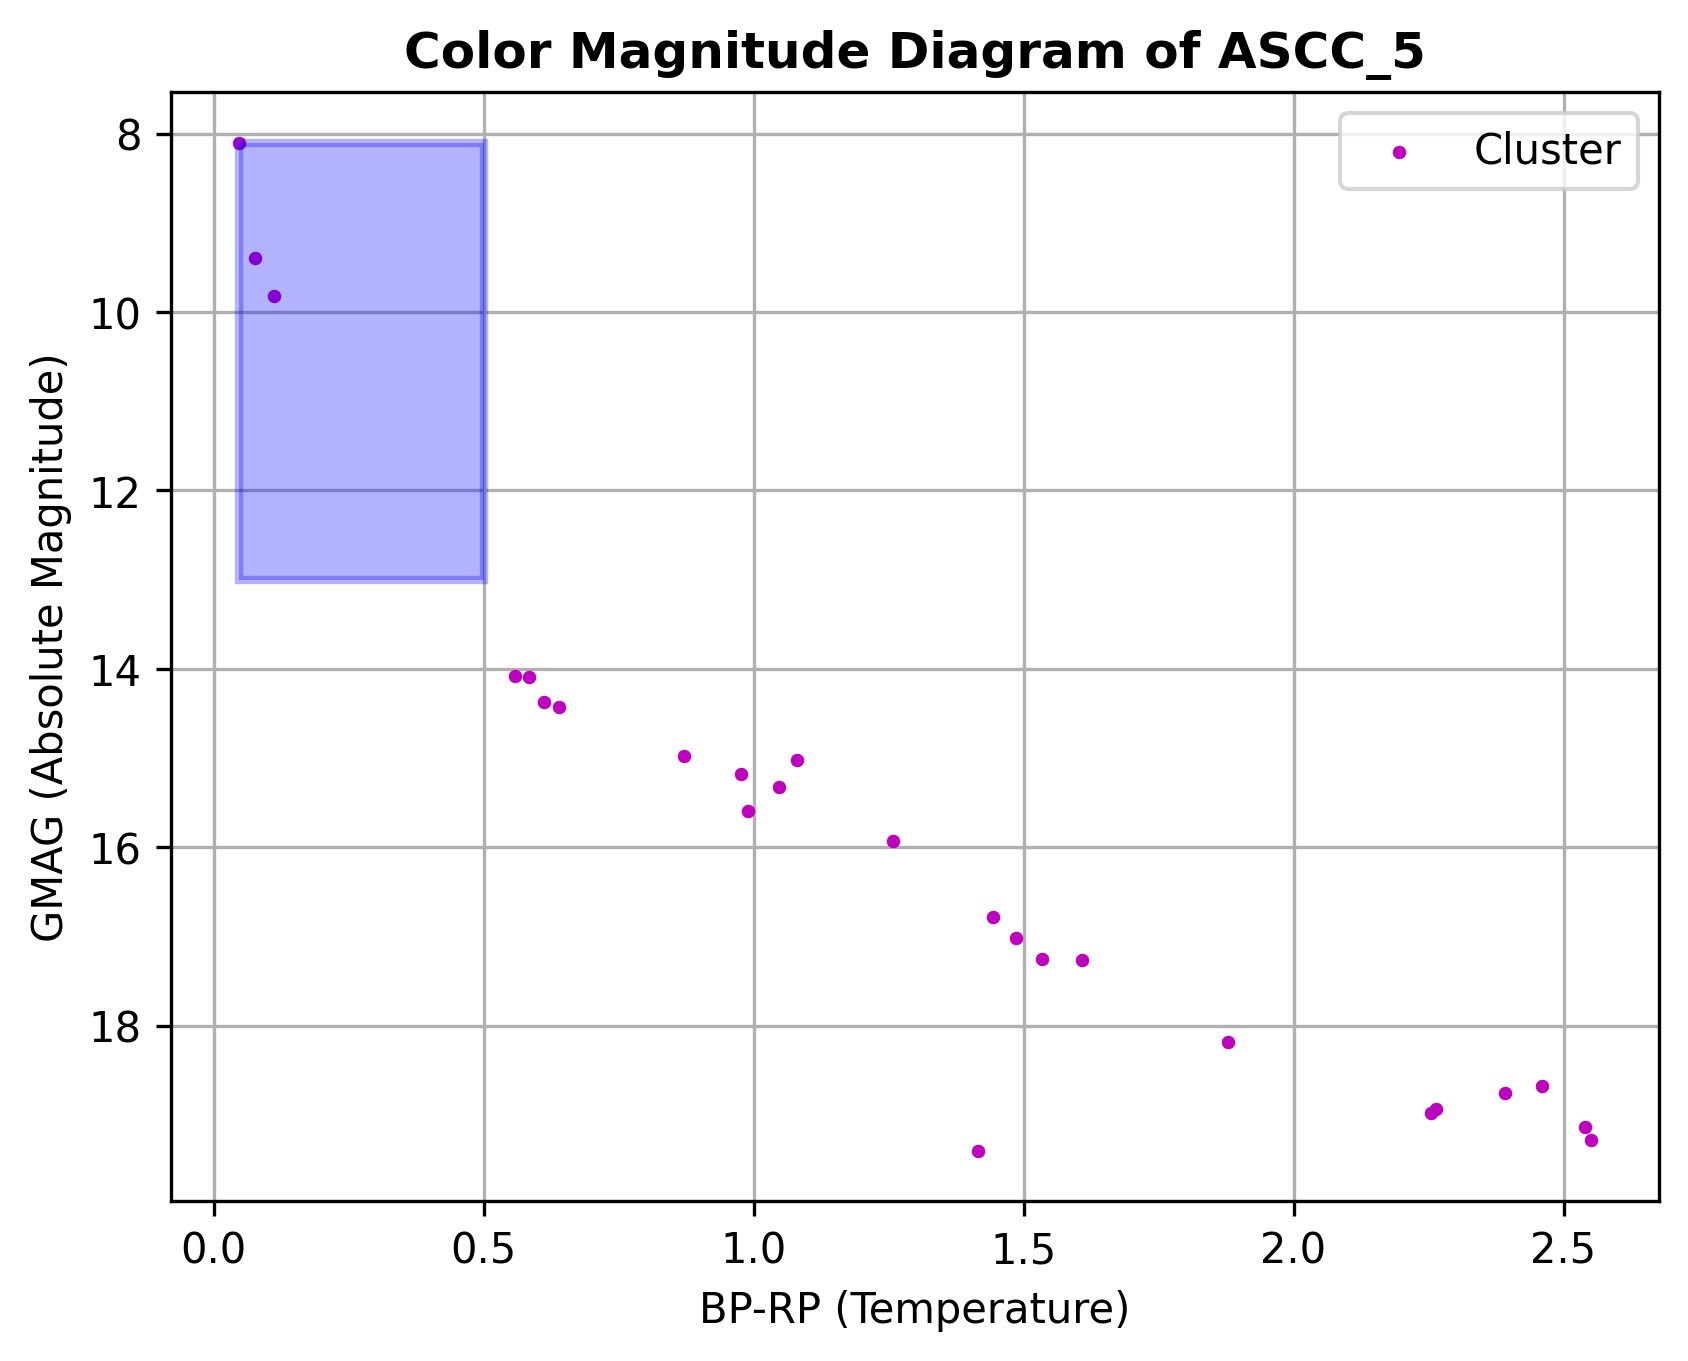 Color Magnitude Diagram of ASCC_5
Cluster
GMAG (Absolute Magnitude)
8
10
12
14
16
18
0.0 0.5 1.0 1.5 2.0 2.5
BP-RP (Temperature)